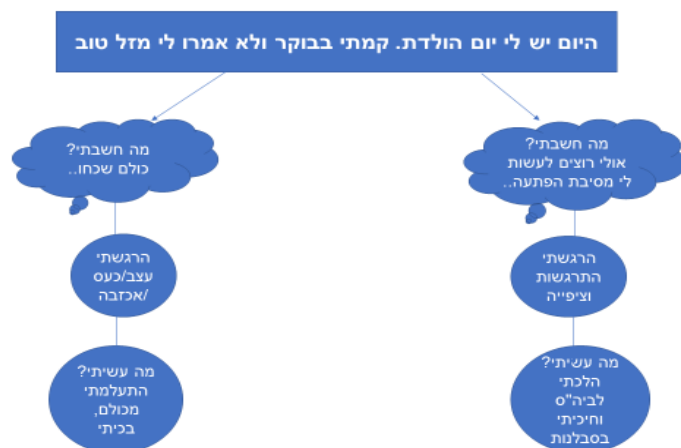 היום יש לי יום הולדת. קמתי בבוקר ולא אמרו לי מזל טוב
מה חשבתי?
אולי רוצים לעשות
לי מסיבת הפתעה..
הרגשתי
התרגשות
וציפייה
מה עשיתי?
הלכתי
לביה"ס
וחיכיתי
בסבלנות
מה חשבתי?
כולם שכחו..
הרגשתי
עצב/כעס
/אכזבה
מה עשיתי?
התעלמתי
מכולם,
בכיתי